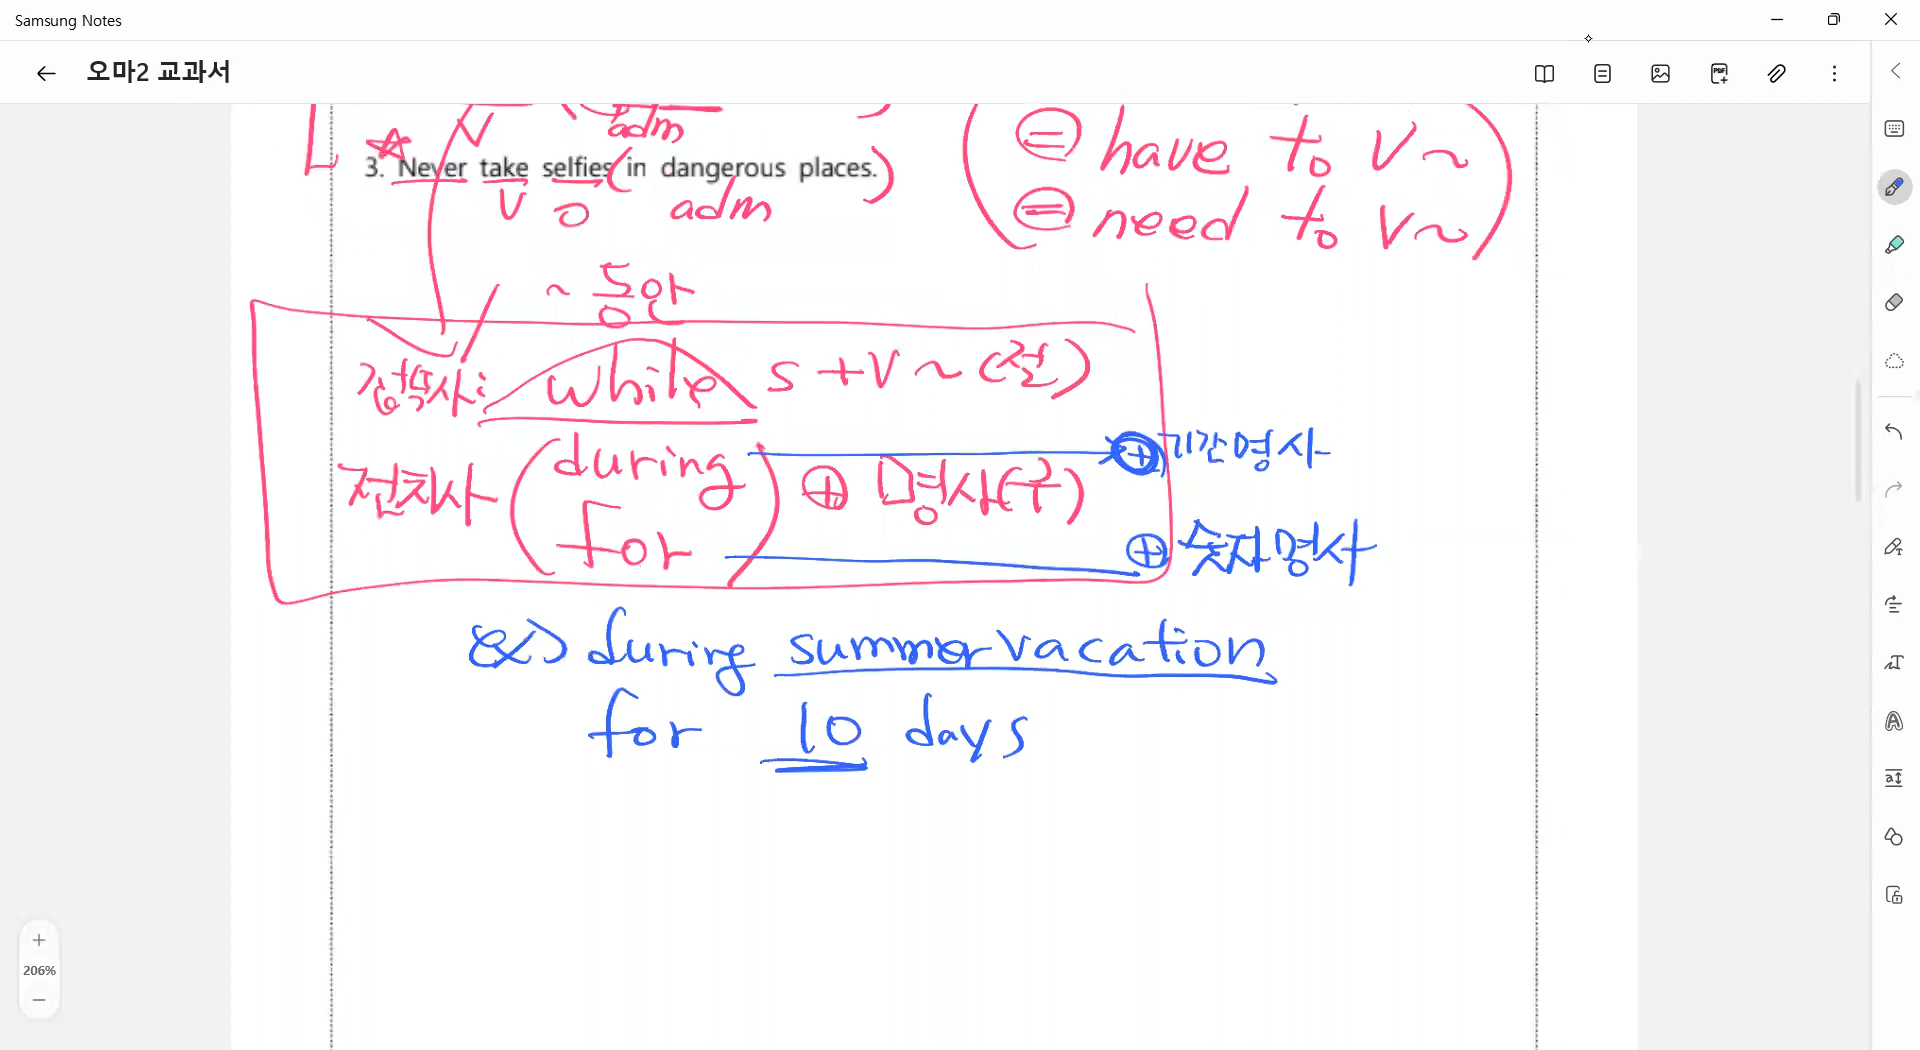 Samsung Notes
오마2 교과서
V adm
= have to V ~
3. Never take selfies (in dangerous places.)
V O adm
= need to V ~
~ 동안
접속사: while S + V ~ (절)
전치사 (during for) + 명사(구)
+ 기간명사
+ 숫자명사
ex) during summer vacation
for 10 days
206%